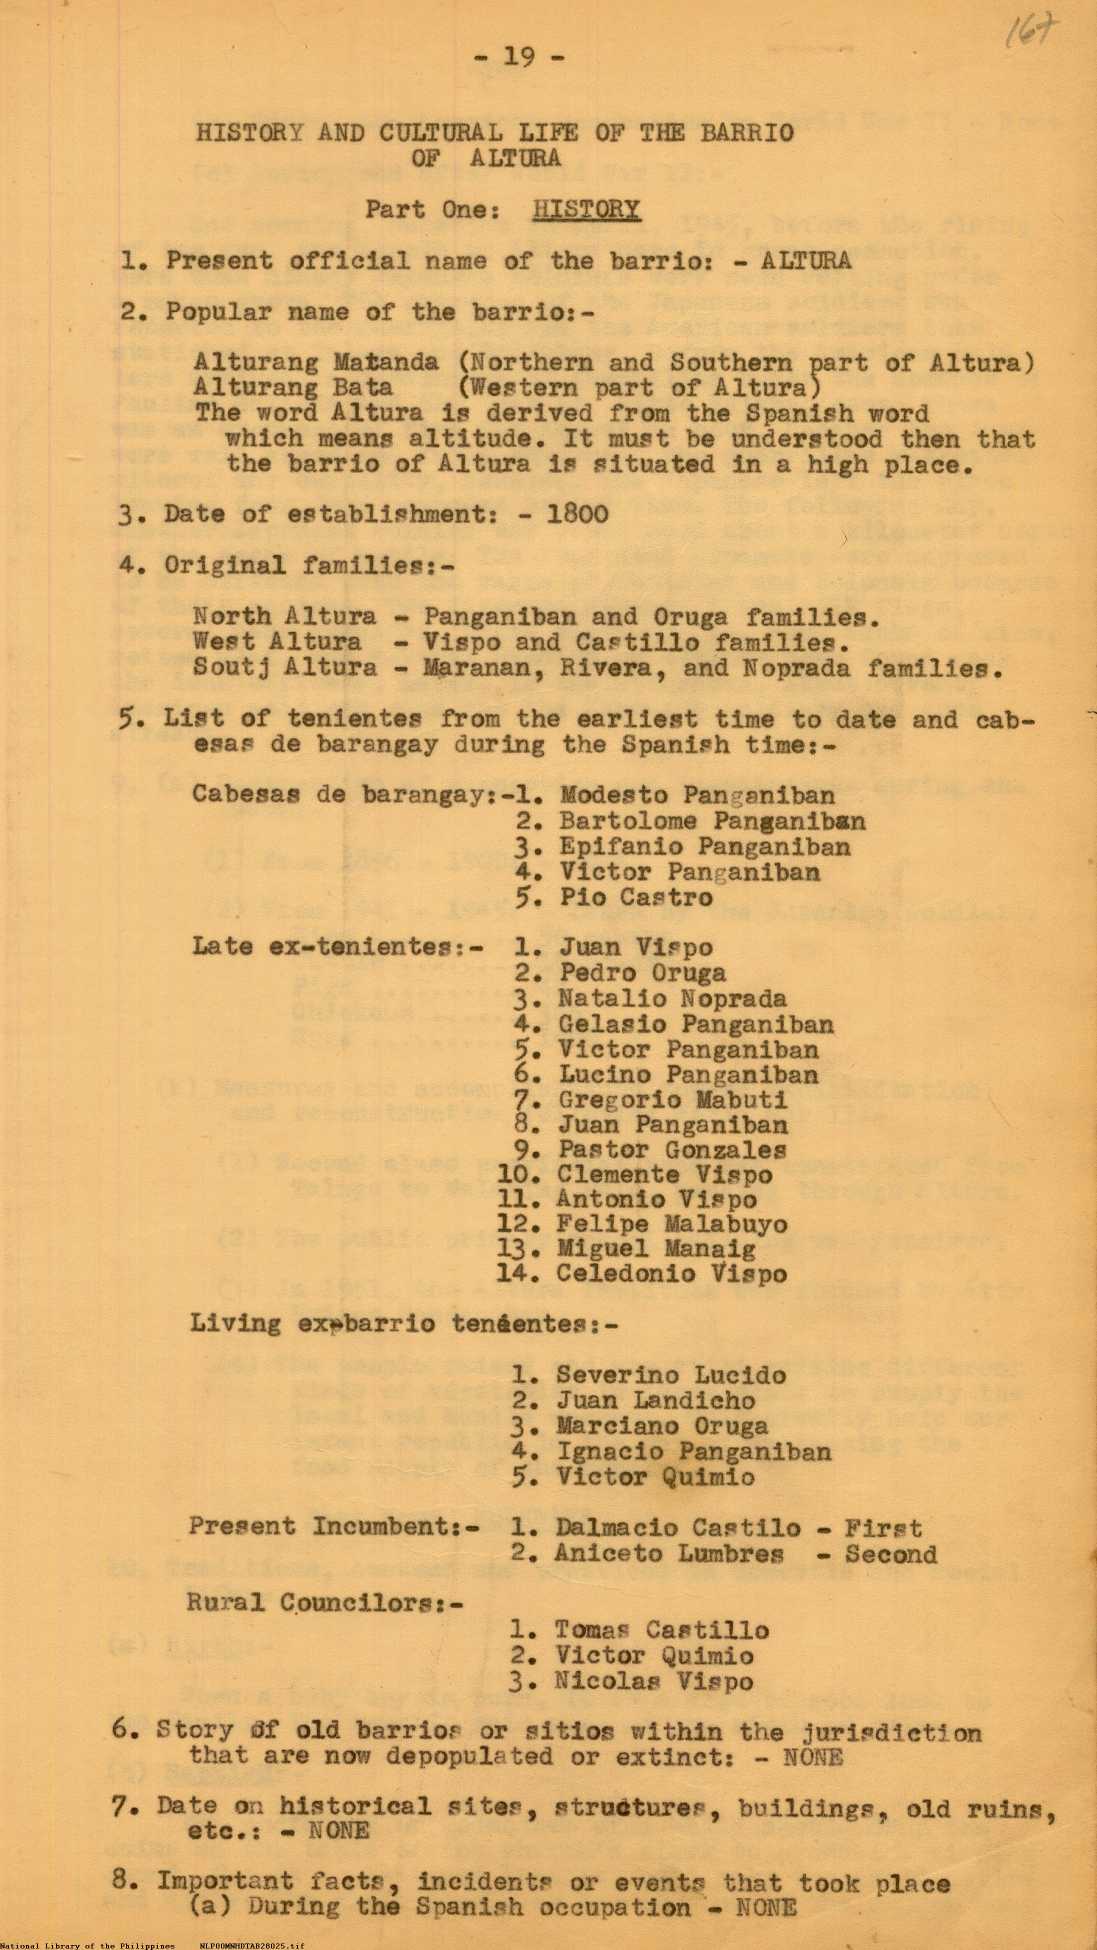 167
- 19 -
HISTORY AND CULTURAL LIFE OF THE BARRIO
OF ALTURA
Part One: HISTORY
1. Present official name of the barrio: - ALTURA
2. Popular name of the barrio:-
Alturang Matanda (Northern and Southern part of Altura)
Alturang Bata (Western part of Altura)
The word Altura is derived from the Spanish word
which means altitude. It must be understood then that
the barrio of Altura is situated in a high place.
3. Date of establishment: - 1800
4. Original families:-
North Altura - Panganiban and Oruga families.
West Altura - Vispo and Castillo families.
Soutj Altura - Maranan, Rivera, and Noprada families.
5. List of tenientes from the earliest time to date and cab-
esas de barangay during the Spanish time:-
Cabesas de barangay:-1. Modesto Panganiban
2. Bartolome Panganiban
3. Epifanio Panganiban
4. Victor Panganiban
5. Pio Castro
Late ex-tenientes:- 1. Juan Vispo
2. Pedro Oruga
3. Natalio Noprada
4. Gelasio Panganiban
5. Victor Panganiban
6. Lucino Panganiban
7. Gregorio Mabuti
8. Juan Panganiban
9. Pastor Gonzales
10. Clemente Vispo
11. Antonio Vispo
12. Felipe Malabuyo
13. Miguel Manaig
14. Celedonio Vispo
Living ex-barrio tenientes:-
1. Severino Lucido
2. Juan Landicho
3. Marciano Oruga
4. Ignacio Panganiban
5. Victor Quimio
Present Incumbent:- 1. Dalmacio Castilo - First
2. Aniceto Lumbres - Second
Rural Councilors:-
1. Tomas Castillo
2. Victor Quimio
3. Nicolas Vispo
6. Story of old barrios or sitios within the jurisdiction
that are now depopulated or extinct: - NONE
7. Date on historical sites, structures, buildings, old ruins,
etc.: - NONE
8. Important facts, incidents or events that took place
(a) During the Spanish occupation - NONE
National Library of the Philippines NLP00MNHDTAB28025.tif